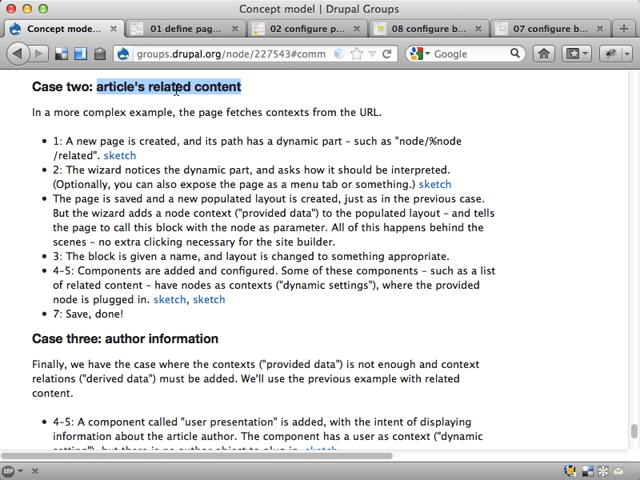 Concept model | Drupal Groups
Concept mode...
01 define pag...
02 configure p...
08 configure b...
07 configure b...
groups.drupal.org/node/227543#comm
Google
Case two: article's related content
In a more complex example, the page fetches contexts from the URL.
• 1: A new page is created, and its path has a dynamic part – such as "node/%node
/related". sketch
• 2: The wizard notices the dynamic part, and asks how it should be interpreted.
(Optionally, you can also expose the page as a menu tab or something.) sketch
• The page is saved and a new populated layout is created, just as in the previous case.
But the wizard adds a node context ("provided data") to the populated layout – and tells
the page to call this block with the node as parameter. All of this happens behind the
scenes – no extra clicking necessary for the site builder.
• 3: The block is given a name, and layout is changed to something appropriate.
• 4–5: Components are added and configured. Some of these components – such as a list
of related content – have nodes as contexts ("dynamic settings"), where the provided
node is plugged in. sketch, sketch
• 7: Save, done!
Case three: author information
Finally, we have the case where the contexts ("provided data") is not enough and context
relations ("derived data") must be added. We'll use the previous example with related
content.
• 4–5: A component called "user presentation" is added, with the intent of displaying
information about the article author. The component has a user as context ("dynamic
setting"), but there is no author object to plug in. sketch
ABP